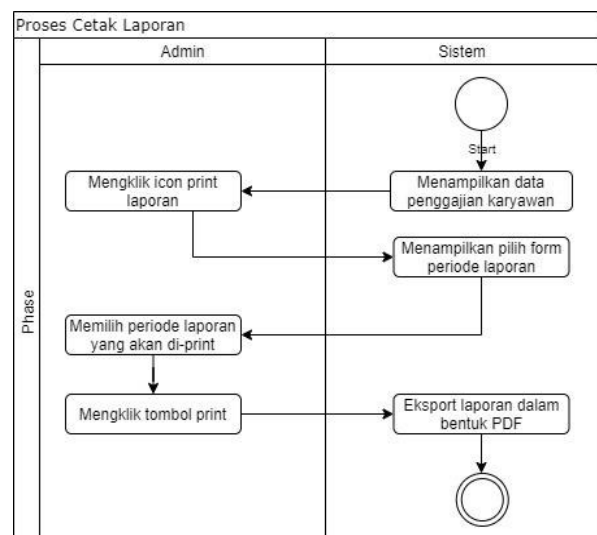 Proses Cetak Laporan
Admin
Sistem
Phase
Start
Menampilkan data
penggajian karyawan
Mengklik icon print
laporan
Menampilkan pilih form
periode laporan
Memilih periode laporan
yang akan di-print
Mengklik tombol print
Eksport laporan dalam
bentuk PDF